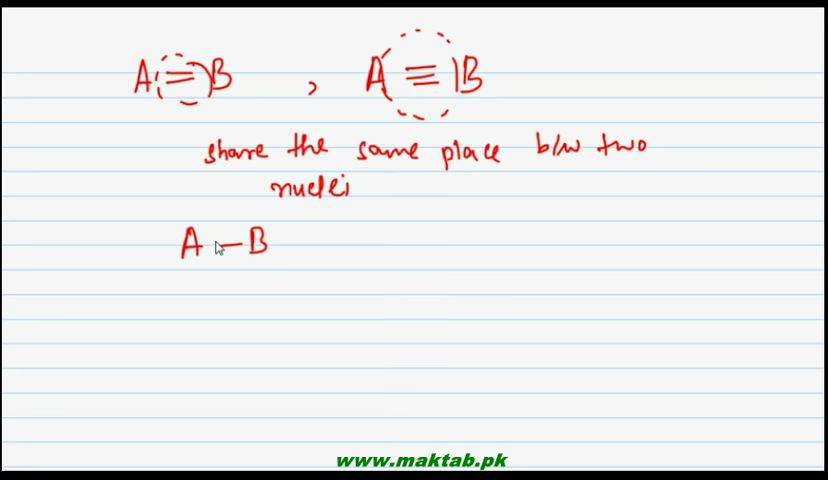 A = B , A ≡ B
share the same place b/w two
nuclei
A — B
www.maktab.pk